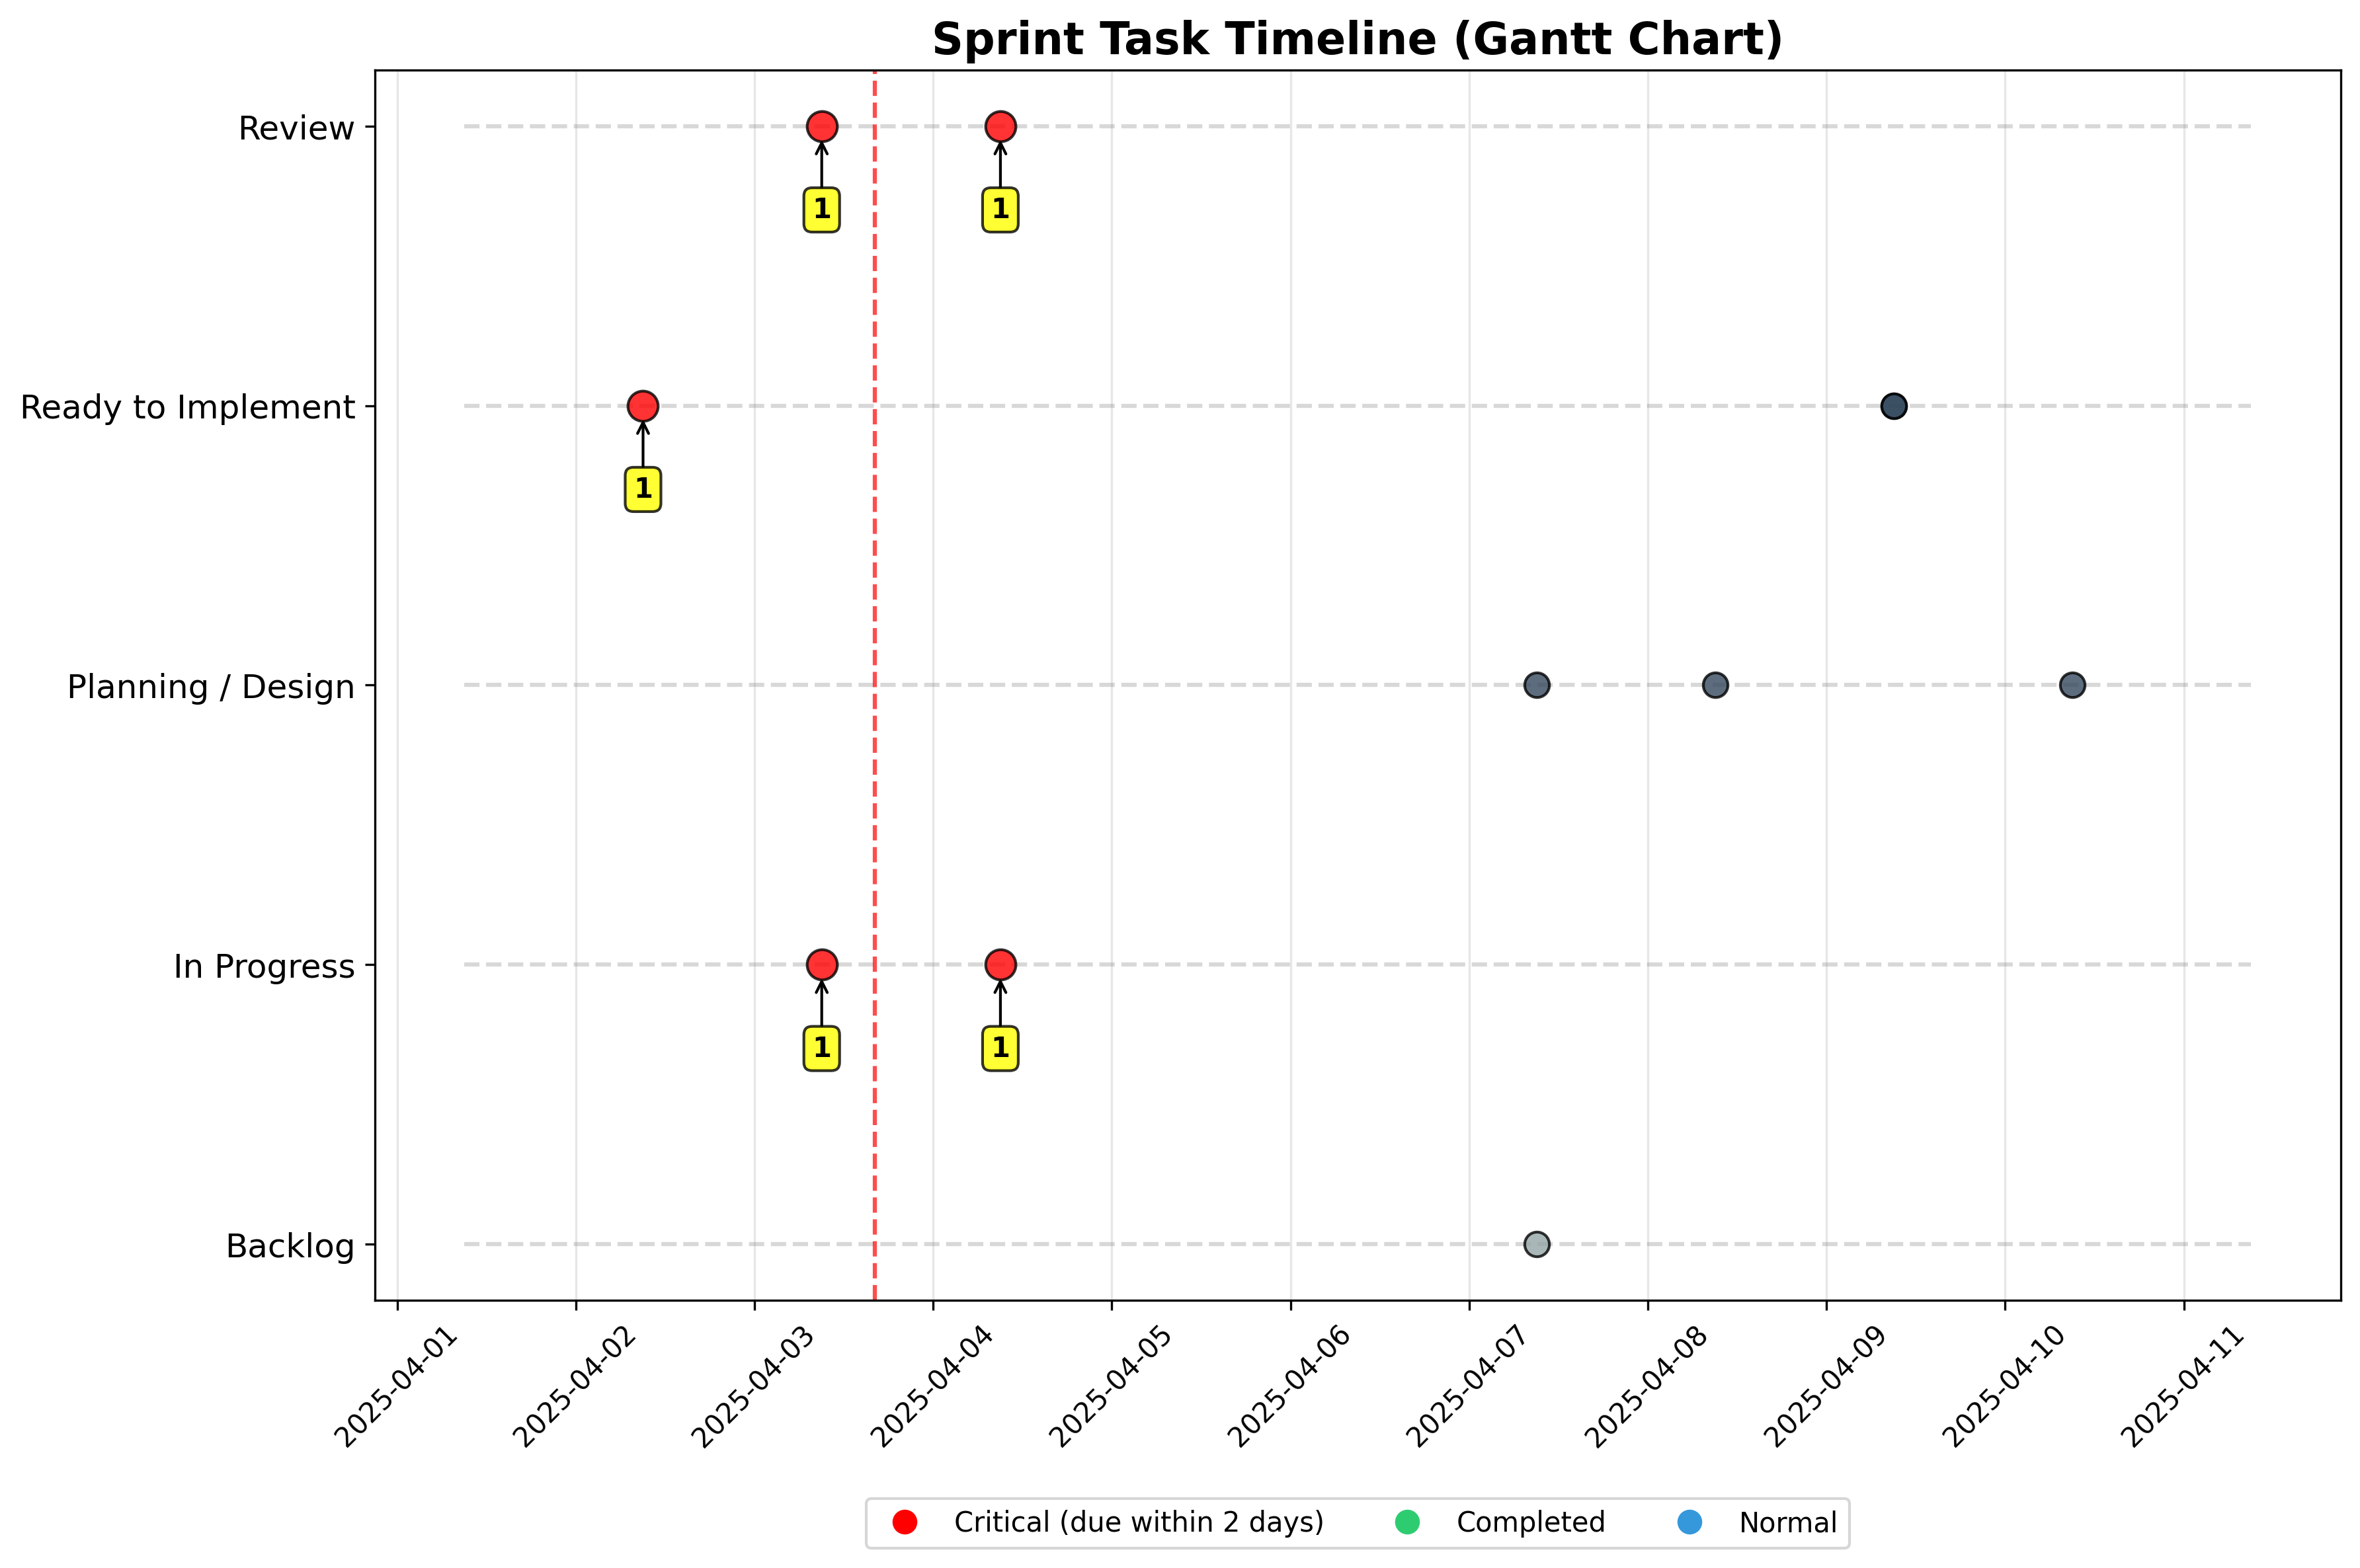 Sprint Task Timeline (Gantt Chart)
Review
1
1
Ready to Implement
1
Planning / Design
In Progress
1
1
Backlog
2025-04-01
2025-04-02
2025-04-03
2025-04-04
2025-04-05
2025-04-06
2025-04-07
2025-04-08
2025-04-09
2025-04-10
2025-04-11
Critical (due within 2 days)
Completed
Normal